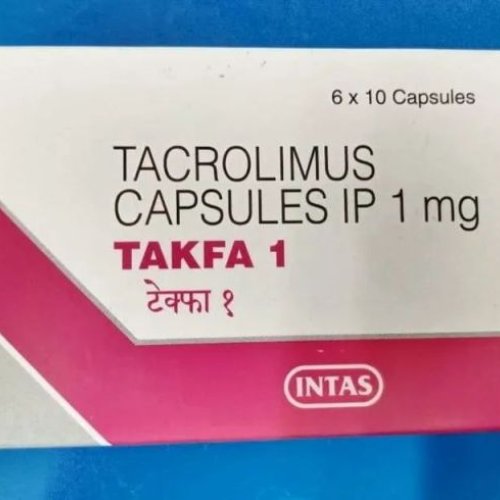 6 x 10 Capsules
TACROLIMUS
CAPSULES IP 1 mg
TAKFA 1
टेक्फा १
INTAS